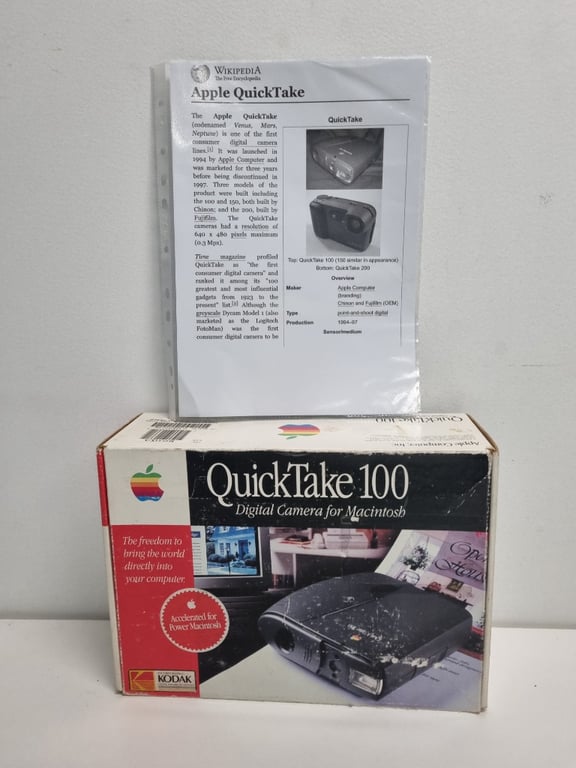 WIKIPEDIA
The Free Encyclopedia
Apple QuickTake
The Apple QuickTake
(codenamed Venus, Mars,
Neptune) is one of the first
consumer digital camera
lines.[1] It was launched in
1994 by Apple Computer and
was marketed for three years
before being discontinued in
1997. Three models of the
product were built including
the 100 and 150, both built by
Chinon; and the 200, built by
Fujifilm. The QuickTake
cameras had a resolution of
640 x 480 pixels maximum
(0.3 Mpx).
Time magazine profiled
QuickTake as "the first
consumer digital camera" and
ranked it among its "100
greatest and most influential
gadgets from 1923 to the
present" list.[2] Although the
greyscale Dycam Model 1 (also
marketed as the Logitech
FotoMan) was the first
consumer digital camera to be
QuickTake
Top: QuickTake 100 (150 similar in appearance)
Bottom: QuickTake 200
Overview
Maker Apple Computer
(branding)
Chinon and Fujifilm (OEM)
Type point-and-shoot digital
Production 1994–97
Sensor/medium
QuickTake 100
Apple Computer, Inc.
QuickTake 100
Digital Camera for Macintosh
The freedom to
bring the world
directly into
your computer.
Accelerated for
Power Macintosh
KODAK
Open
House